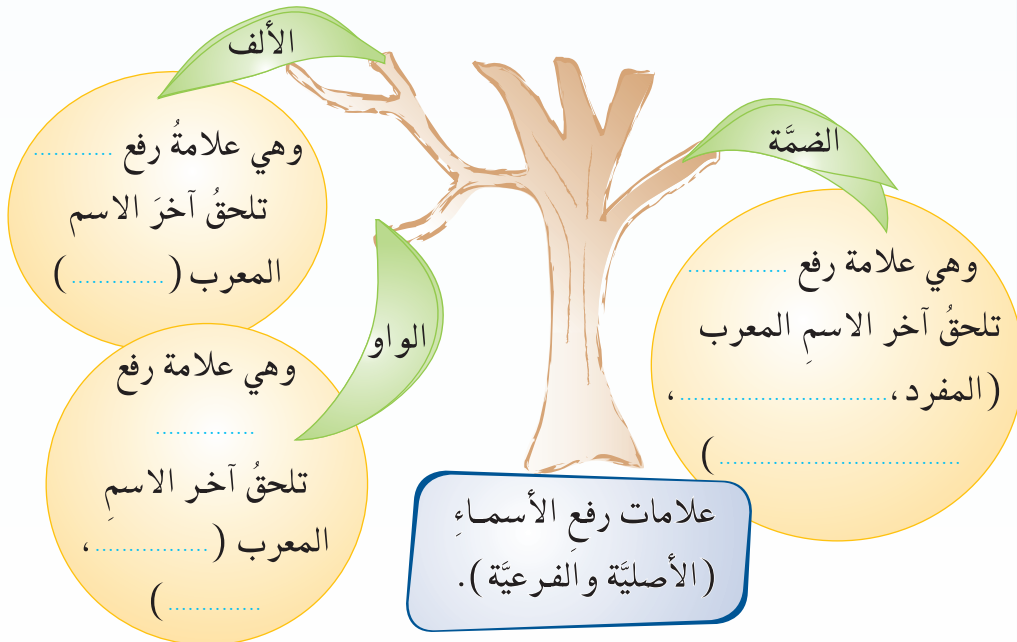 الضمَّة
وهي علامة رفع ............
تلحقُ آخر الاسمِ المعرب
(المفرد، ............................،
................................)
الألف
وهي علامةُ رفع ..........
تلحقُ آخرَ الاسم
المعرب (............)
الواو
وهي علامة رفع
.............
تلحقُ آخر الاسمِ
المعرب (...............،
............)
علامات رفعِ الأسماءِ
(الأصليَّة والفرعيَّة).